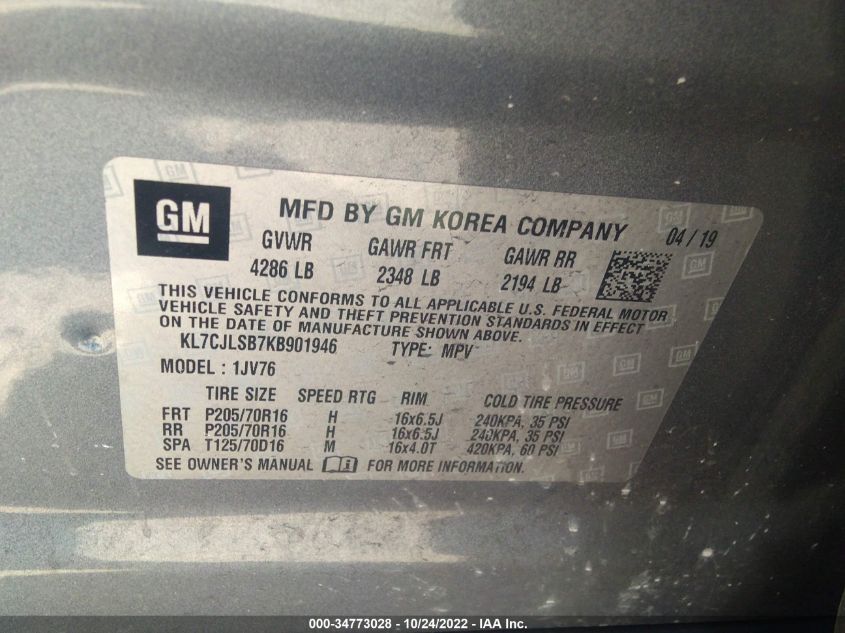 GM
MFD BY GM KOREA COMPANY 04 / 19
GVWR GAWR FRT GAWR RR
4286 LB 2348 LB 2194 LB
THIS VEHICLE CONFORMS TO ALL APPLICABLE U.S. FEDERAL MOTOR
VEHICLE SAFETY AND THEFT PREVENTION STANDARDS IN EFFECT
ON THE DATE OF MANUFACTURE SHOWN ABOVE.
KL7CJLSB7KB901946 TYPE: MPV
MODEL : 1JV76
TIRE SIZE SPEED RTG RIM COLD TIRE PRESSURE
FRT P205/70R16 H 16x6.5J 240KPA, 35 PSI
RR P205/70R16 H 16x6.5J 240KPA, 35 PSI
SPA T125/70D16 M 16x4.0T 420KPA, 60 PSI
SEE OWNER'S MANUAL FOR MORE INFORMATION.
000-34773028 - 10/24/2022 - IAA Inc.